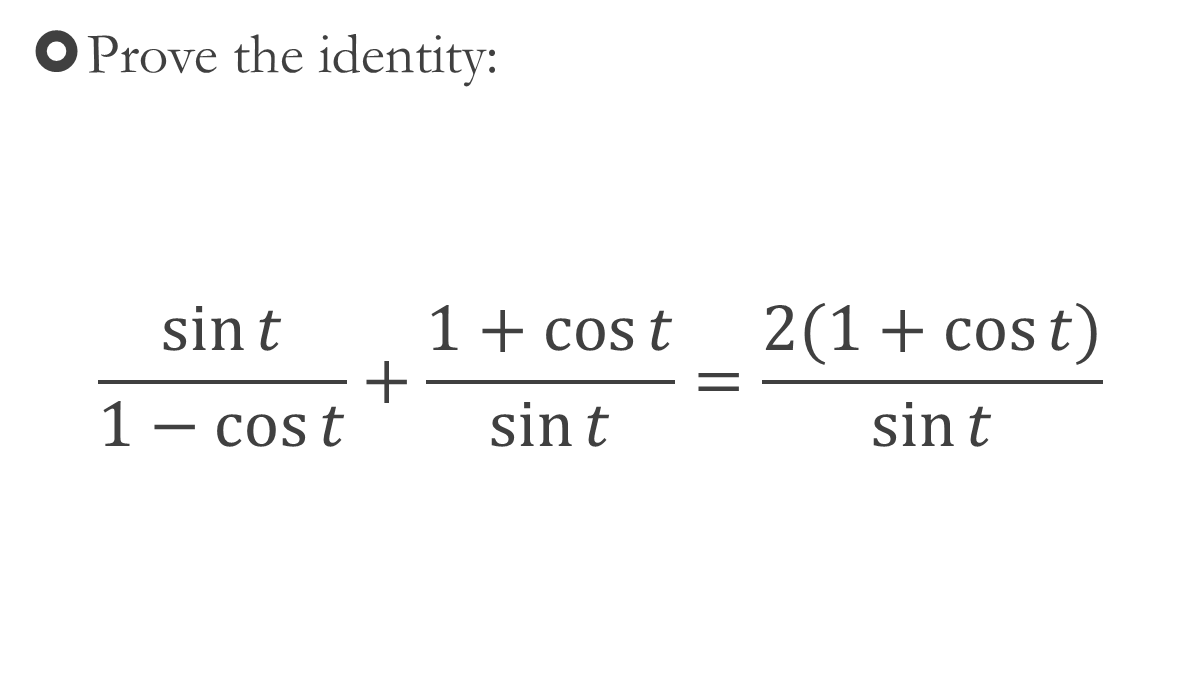 Prove the identity:
sin t / 1 − cos t + 1 + cos t / sin t = 2(1 + cos t) / sin t